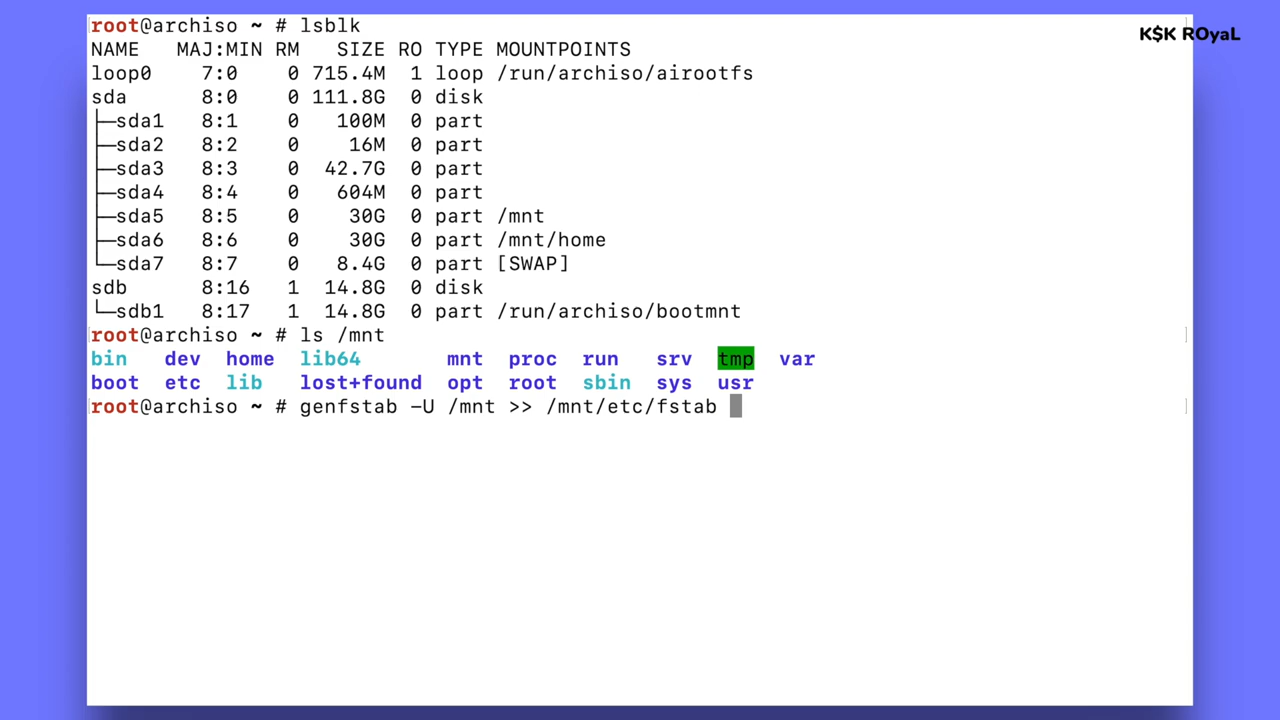 K$K ROyaL
root@archiso ~ # lsblk
NAME   MAJ:MIN RM   SIZE RO TYPE MOUNTPOINTS
loop0    7:0    0 715.4M  1 loop /run/archiso/airootfs
sda      8:0    0 111.8G  0 disk
├─sda1   8:1    0   100M  0 part
├─sda2   8:2    0    16M  0 part
├─sda3   8:3    0  42.7G  0 part
├─sda4   8:4    0   604M  0 part
├─sda5   8:5    0    30G  0 part /mnt
├─sda6   8:6    0    30G  0 part /mnt/home
└─sda7   8:7    0   8.4G  0 part [SWAP]
sdb      8:16   1  14.8G  0 disk
└─sdb1   8:17   1  14.8G  0 part /run/archiso/bootmnt
root@archiso ~ # ls /mnt
bin   dev  home  lib64       mnt  proc  run   srv  tmp  var
boot  etc  lib   lost+found  opt  root  sbin  sys  usr
root@archiso ~ # genfstab -U /mnt >> /mnt/etc/fstab